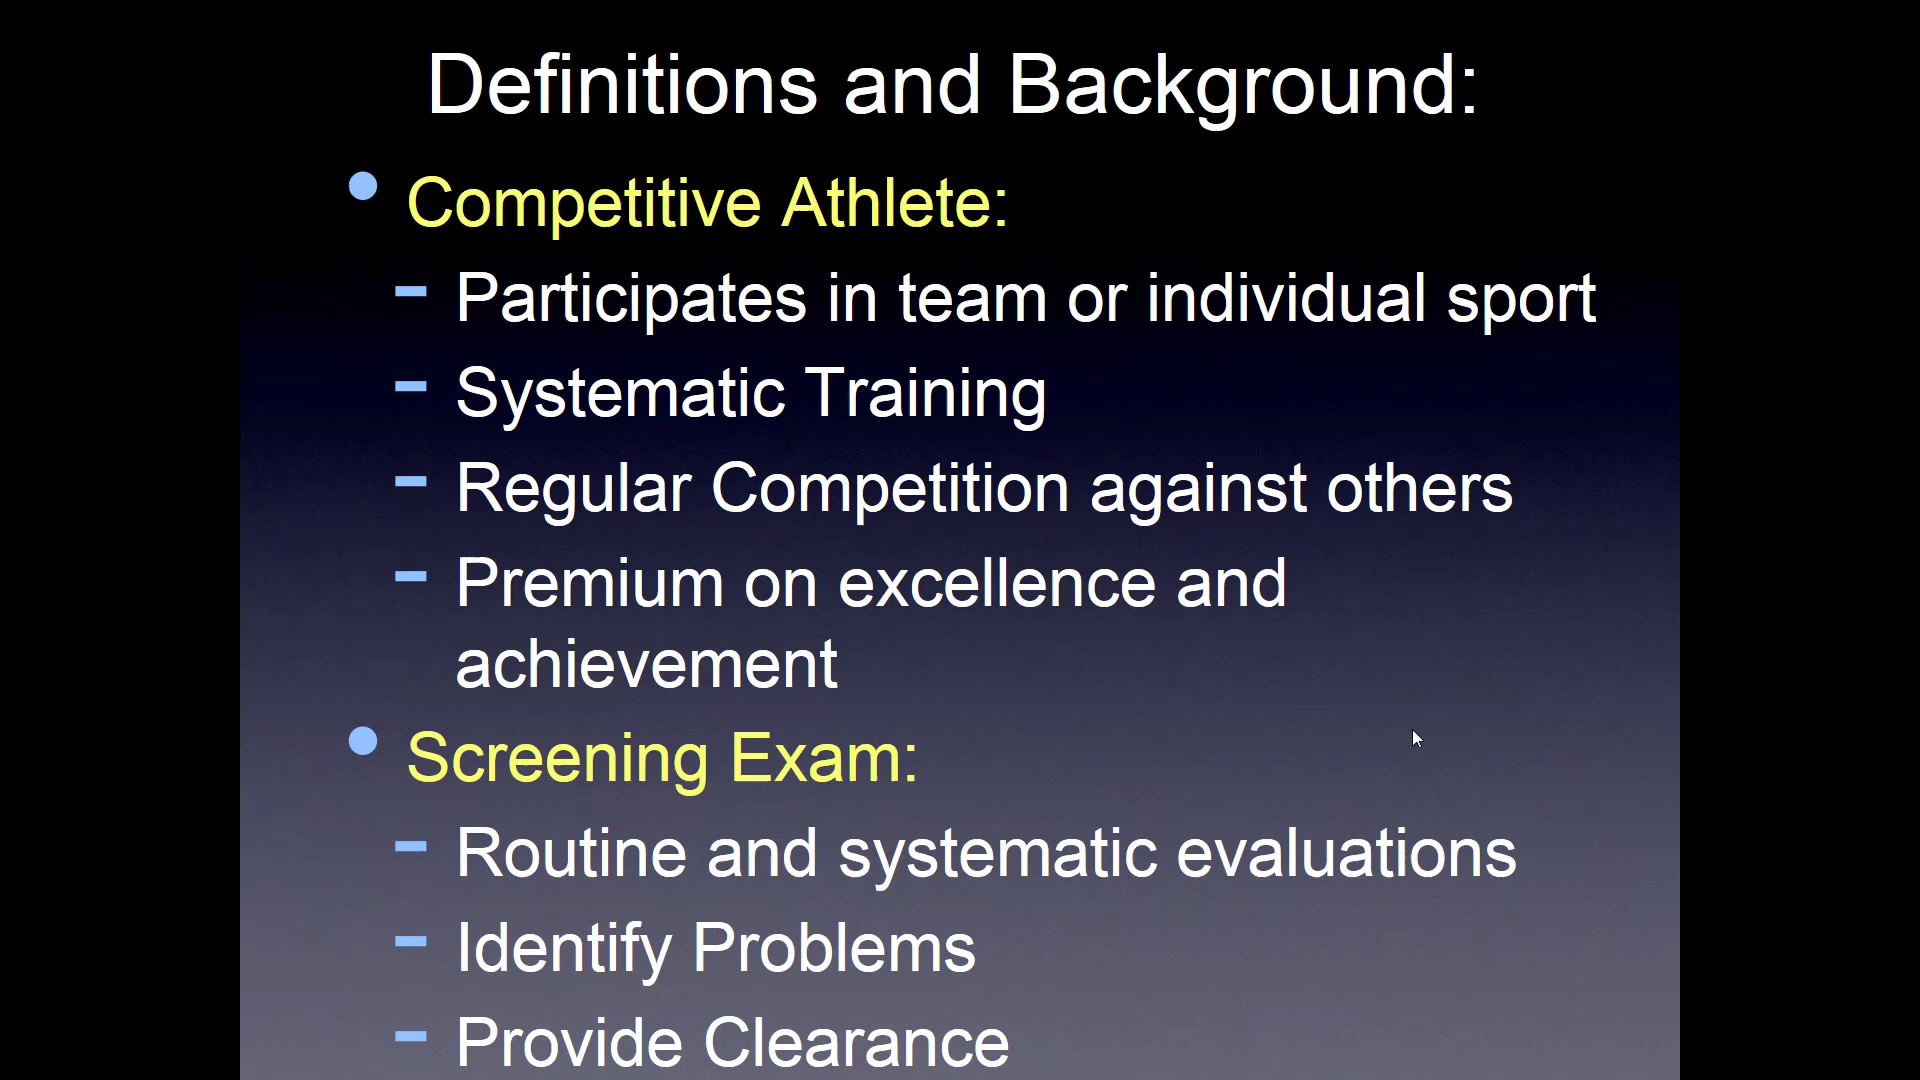 Definitions and Background:
• Competitive Athlete:
- Participates in team or individual sport
- Systematic Training
- Regular Competition against others
- Premium on excellence and
achievement
• Screening Exam:
- Routine and systematic evaluations
- Identify Problems
- Provide Clearance